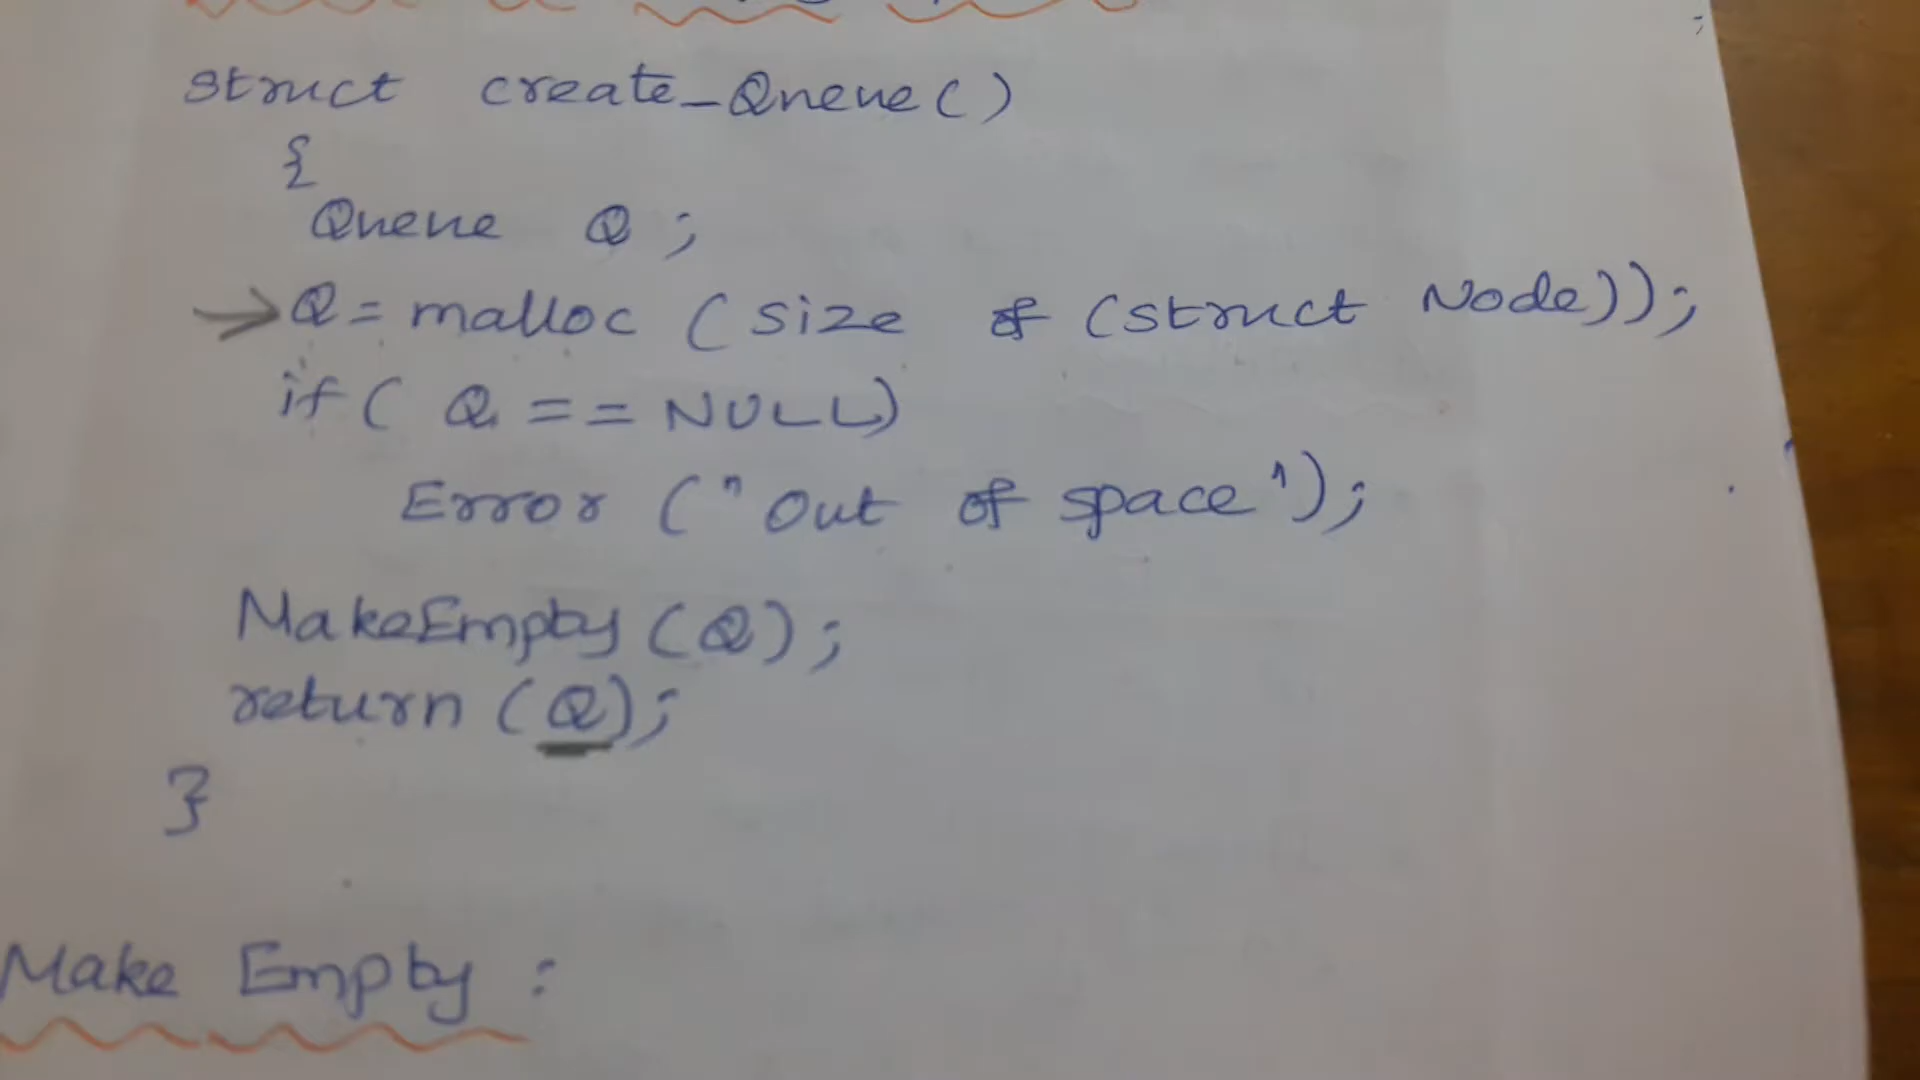 struct create_Queue()
{
Queue Q ;
→ Q = malloc ( size of (struct Node));
if ( Q == NULL)
Error ("Out of space");
MakeEmpty (Q);
return (Q);
}
Make Empty :